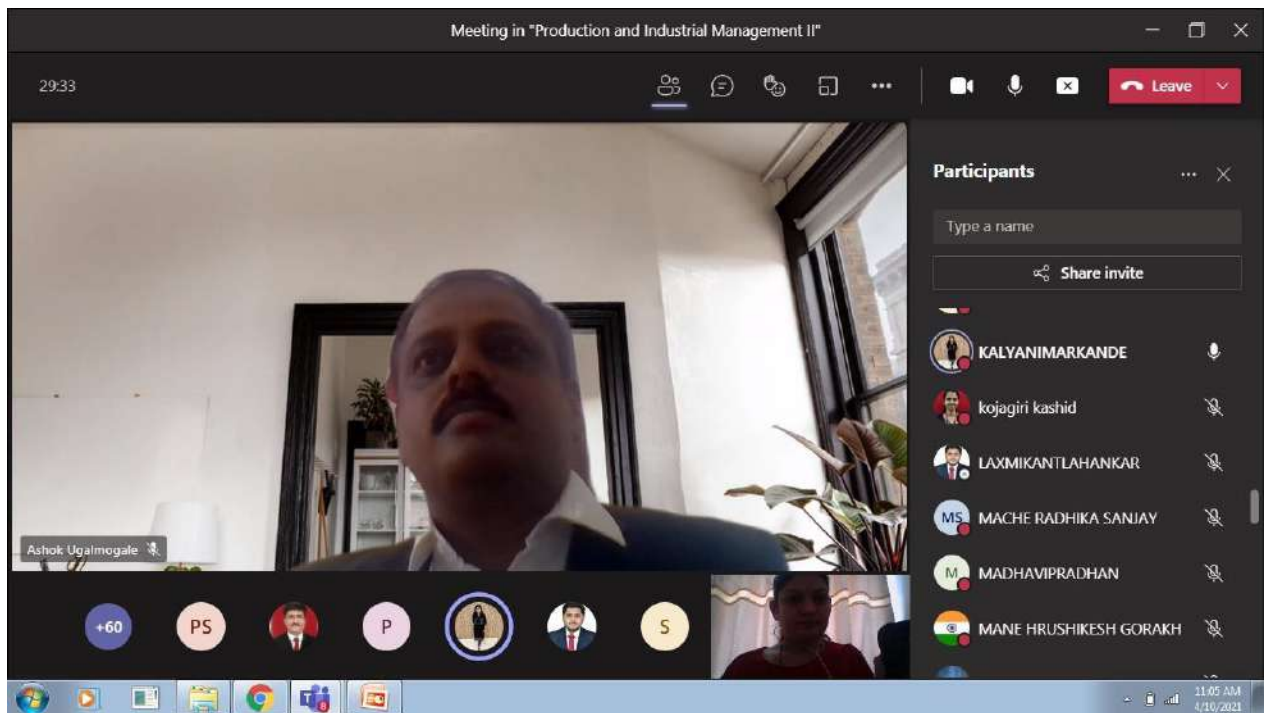 Meeting in "Production and Industrial Management II"
29:33
Leave
Participants
Type a name
Share invite
KALYANIMARKANDE
kojagiri kashid
LAXMIKANTLAHANKAR
MS MACHE RADHIKA SANJAY
M MADHAVIPRADHAN
MANE HRUSHIKESH GORAKH
Ashok Ugalmogale
+60 PS P S
11:05 AM
4/10/2021